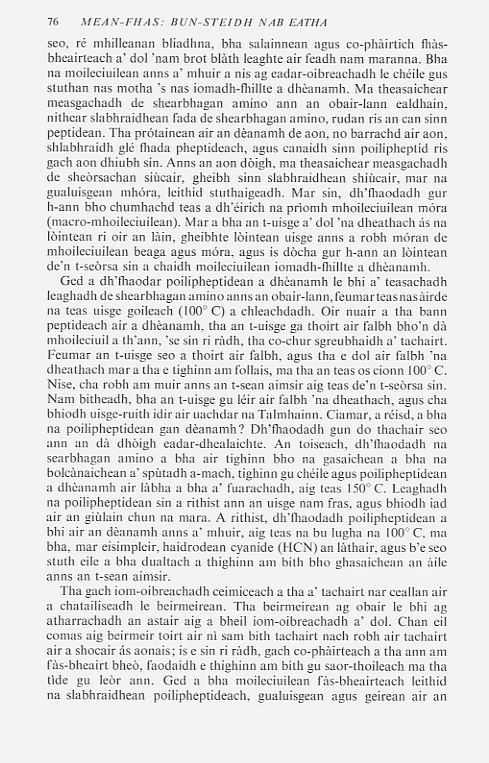 76 MEAN-FHAS: BUN-STEIDH NAB EATHA
seo, ré mhilleanan bliadhna, bha salainnean agus co-phàirtich fhàs-
bheairteach a' dol 'nam brot blàth leaghte air feadh nam maranna. Bha
na moileciuilean anns a' mhuir a nis ag eadar-oibreachadh le chéile gus
stuthan nas motha 's nas iomadh-fhillte a dhèanamh. Ma theasaichear
measgachadh de shearbhagan amino ann an obair-lann ealdhain,
nithear slabhraidhean fada de shearbhagan amino, rudan ris an can sinn
peptidean. Tha prótainean air an dèanamh de aon, no barrachd air aon,
shlabhraidh glé fhada pheptideach, agus canaidh sinn poilipheptid ris
gach aon dhiubh sin. Anns an aon dòigh, ma theasaichear measgachadh
de sheòrsachan siùcair, gheibh sinn slabhraidhean shiùcair, mar na
gualuisgean mhóra, leithid stuthaigeadh. Mar sin, dh'fhaodadh gur
h-ann bho chumhachd teas a dh'éirich na prìomh mhoileciuilean móra
(macro-mhoileciuilean). Mar a bha an t-uisge a' dol 'na dheathach ás na
lòintean ri oir an làin, gheibhte lòintean uisge anns a robh móran de
mhoileciuilean beaga agus móra, agus is dòcha gur h-ann an lòintean
de'n t-seòrsa sin a chaidh moileciuilean iomadh-fhillte a dhèanamh.
Ged a dh'fhaodar poilipeptidean a dhèanamh le bhi a' teasachadh
leaghadh de shearbhagan amino anns an obair-lann, feumar teas nas àirde
na teas uisge goileach (100° C) a chleachdadh. Oir nuair a tha bann
peptideach air a dhèanamh, tha an t-uisge ga thoirt air falbh bho'n dà
mhoileciuil a th'ann, 'se sin ri ràdh, tha co-chur sgreubhaidh a' tachairt.
Feumar an t-uisge seo a thoirt air falbh, agus tha e dol air falbh 'na
dheathach mar a tha e tighinn am follais, ma tha an teas os cionn 100° C.
Nise, cha robh am muir anns an t-sean aimsir aig teas de'n t-seòrsa sin.
Nam bitheadh, bha an t-uisge gu léir air falbh 'na dheathach, agus cha
bhiodh uisge-ruith idir air uachdar na Talmhainn. Ciamar, a réisd, a bha
na polipheptidean gan dèanamh? Dh'fhaodadh gun do thachair seo
ann an dà dhòigh eadar-dhealaichte. An toiseach, dh'fhaodadh na
searbhagan amino a bha air tighinn bho na gasaichean a bha na
bolcànaichean a' spùtadh a-mach, tighinn gu chéile agus polipheptidean
a dhèanamh air làbha a bha a' fuarachadh, aig teas 150° C. Leaghadh
na polipheptidean sin a rithist ann an uisge nam fras, agus bhiodh iad
air an giùlain chun na mara. A rithist, dh'fhaodadh polipheptidean a
bhi air an dèanamh anns a' mhuir, aig teas na bu lugha na 100° C, ma
bha, mar eisimpleir, haidrodean cyanide (HCN) an làthair, agus b'e seo
stuth eile a bha dualtach a thighinn am bith bho ghasaichean an àile
anns an t-sean aimsir.
Tha gach iom-oibreachadh ceimiceach a tha a' tachairt nar ceallan air
a chatailiseadh le beirmeirean. Tha beirmeirean ag obair le bhi ag
atharrachadh an astair aig a bheil iom-oibreachadh a' dol. Chan eil
comas aig beirmeir toirt air nì sam bith tachairt nach robh air tachairt
air a shocair ás aonais; is e sin ri ràdh, gach co-phàirteach a tha ann am
fàs-bheairt bheò, faodaidh e thighinn am bith gu saor-thoileach ma tha
tìde gu leòr ann. Ged a bha moileciuilean fàs-bheairteach leithid
na slabhraidhean poilipheptideach, gualuisgean agus geirean air an